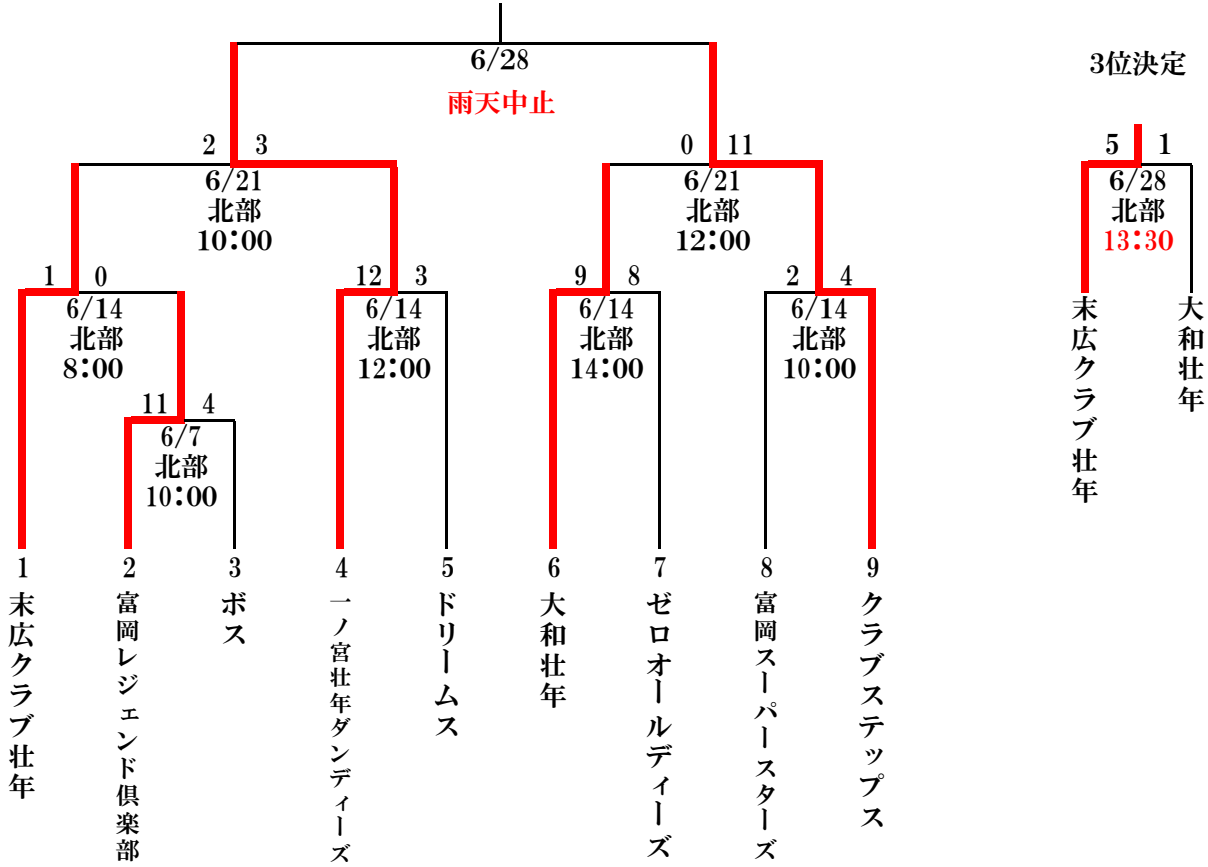 6/28
雨天中止
3位決定
2 3
6/21
北部
10:00
0 11
6/21
北部
12:00
5 1
6/28
北部
13:30
1 0
6/14
北部
8:00
12 3
6/14
北部
12:00
9 8
6/14
北部
14:00
2 4
6/14
北部
10:00
末広クラブ壮年
大和壮年
11 4
6/7
北部
10:00
1
末広クラブ壮年
2
富岡レジェンド倶楽部
3
ボス
4
一ノ宮壮年ダンディーズ
5
ドリームス
6
大和壮年
7
ゼロオールディーズ
8
富岡スーパースターズ
9
クラブステップス